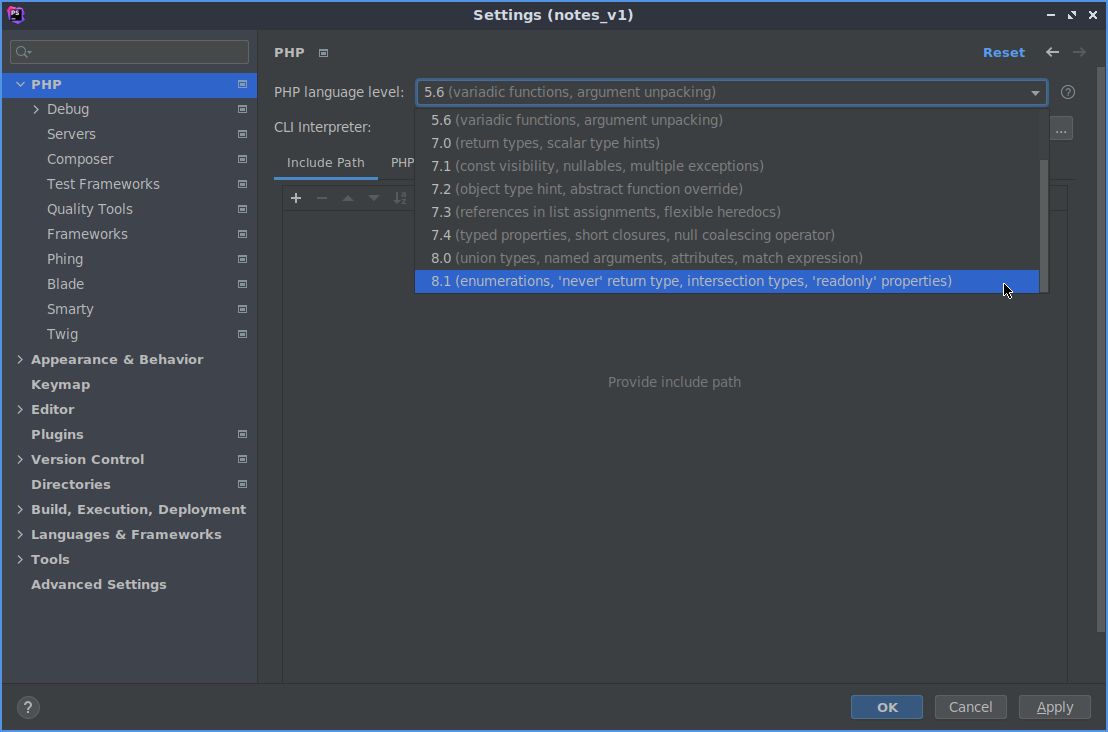 Settings (notes_v1)
PHP
Debug
Servers
Composer
Test Frameworks
Quality Tools
Frameworks
Phing
Blade
Smarty
Twig
Appearance & Behavior
Keymap
Editor
Plugins
Version Control
Directories
Build, Execution, Deployment
Languages & Frameworks
Tools
Advanced Settings
PHP
Reset
PHP language level:
5.6 (variadic functions, argument unpacking)
5.6 (variadic functions, argument unpacking)
7.0 (return types, scalar type hints)
7.1 (const visibility, nullables, multiple exceptions)
7.2 (object type hint, abstract function override)
7.3 (references in list assignments, flexible heredocs)
7.4 (typed properties, short closures, null coalescing operator)
8.0 (union types, named arguments, attributes, match expression)
8.1 (enumerations, 'never' return type, intersection types, 'readonly' properties)
CLI Interpreter:
...
Include Path
PHP
Provide include path
?
OK
Cancel
Apply